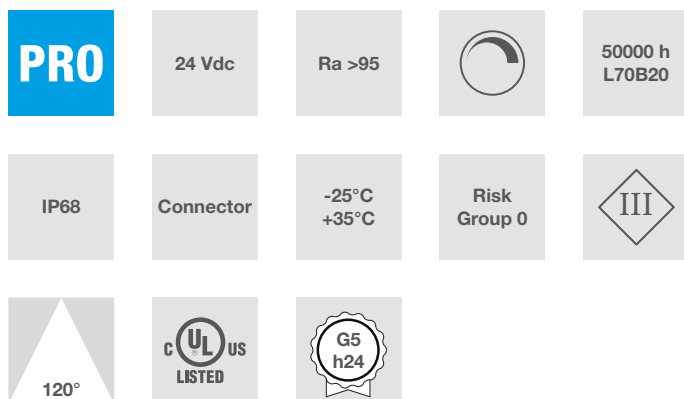 PRO
24 Vdc
Ra >95
50000 h
L70B20
IP68
Connector
-25°C
+35°C
Risk
Group 0
III
120°
C UL US
®
LISTED
G5
h24